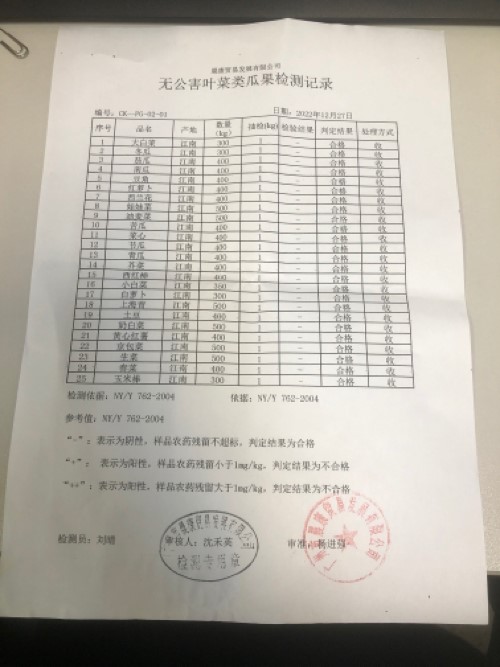 无公害叶菜类瓜果检测记录
编号：CK-PG-02-01 日期：2022年12月27日
序号 品名 产地 数量(kg) 抽检(kg) 检验结果 判定结果 处理方式
1 大白菜 江南 300 1 - 合格 收
2 冬瓜 江南 300 1 - 合格 收
3 茄瓜 江南 400 1 - 合格 收
4 南瓜 江南 400 1 - 合格 收
5 豆角 江南 400 1 - 合格 收
6 红萝卜 江南 400 1 - 合格 收
7 西兰花 江南 400 1 - 合格 收
8 娃娃菜 江南 500 1 - 合格 收
9 油麦菜 江南 500 1 - 合格 收
10 苦瓜 江南 400 1 - 合格 收
11 菜心 江南 400 1 - 合格 收
12 节瓜 江南 400 1 - 合格 收
13 青瓜 江南 400 1 - 合格 收
14 芥菜 江南 400 1 - 合格 收
15 西红柿 江南 400 1 - 合格 收
16 小白菜 江南 350 1 - 合格 收
17 白萝卜 江南 300 1 - 合格 收
18 上海青 江南 500 1 - 合格 收
19 土豆 江南 400 1 - 合格 收
20 奶白菜 江南 500 1 - 合格 收
21 黄心红薯 江南 400 1 - 合格 收
22 京包菜 江南 500 1 - 合格 收
23 生菜 江南 500 1 - 合格 收
24 江南 400 1 - 合格 收
25 玉米棒 江南 300 1 - 合格 收
检测依据：NY/Y 762-2004 依据：NY/Y 762-2004
参考值：NY/Y 762-2004
“-”：表示为阴性，样品农药残留不超标，判定结果为合格
“+”：表示为阳性，样品农药残留小于1mg/kg，判定结果为不合格
“++”：表示为阳性，样品农药残留大于1mg/kg，判定结果为不合格
检测员：刘 审核人：沈禾英 审准：杨进强
检测专用章